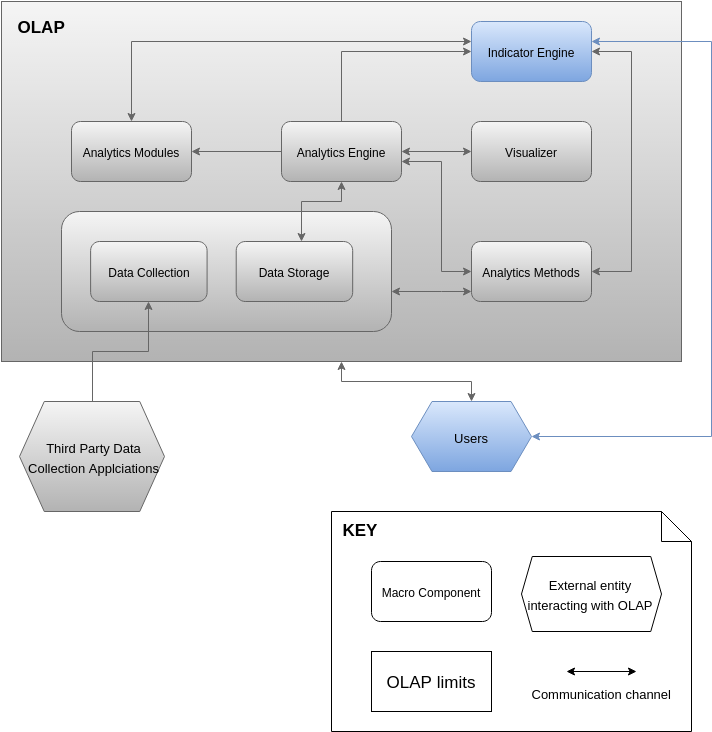 OLAP
Indicator Engine
Analytics Modules
Analytics Engine
Visualizer
Data Collection
Data Storage
Analytics Methods
Third Party Data
Collection Applciations
Users
KEY
Macro Component
External entity
interacting with OLAP
OLAP limits
Communication channel